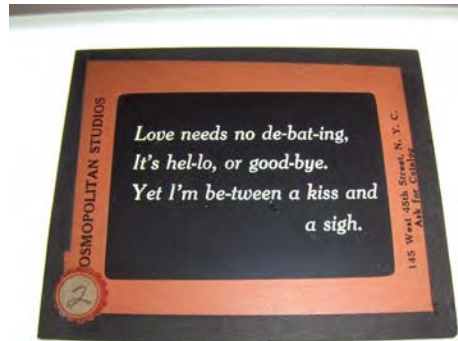 OSMOPOLITAN STUDIOS
Love needs no de-bat-ing,
It's hel-lo, or good-bye.
Yet I'm be-tween a kiss and
a sigh.
145 West 45th Street, N. Y. C.
Ask for Catalog
2